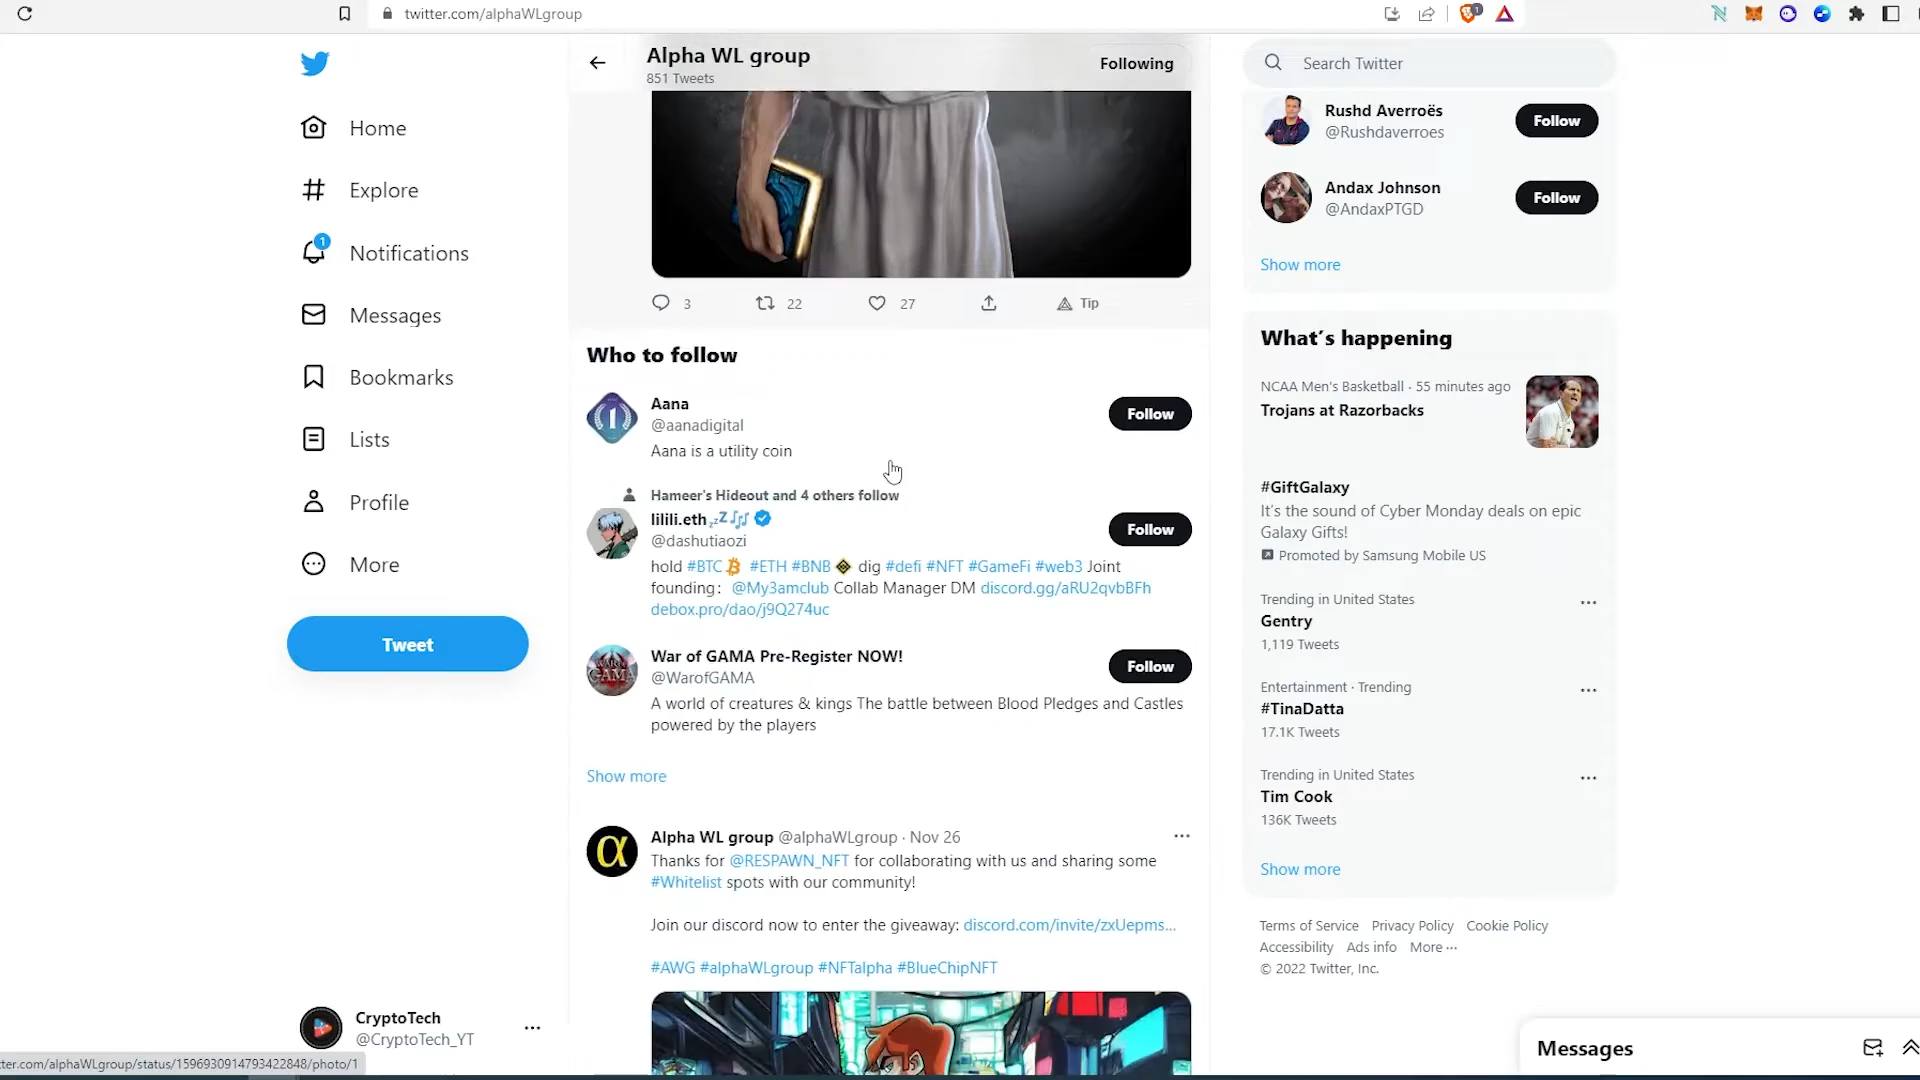 twitter.com/alphaWLgroup
1
Home
Explore
1
Notifications
Messages
Bookmarks
Lists
Profile
More
Tweet
CryptoTech
@CryptoTech_YT
tter.com/alphaWLgroup/status/1596930914793422848/photo/1
Alpha WL group
851 Tweets
Following
3
22
27
Tip
Who to follow
Aana
@aanadigital
Aana is a utility coin
Follow
Hameer's Hideout and 4 others follow
lilili.eth
@dashutiaozi
Follow
hold #BTC #ETH #BNB dig #defi #NFT #GameFi #web3 Joint
founding： @My3amclub Collab Manager DM discord.gg/aRU2qvbBFh
debox.pro/dao/j9Q274uc
War of GAMA Pre-Register NOW!
@WarofGAMA
Follow
A world of creatures & kings The battle between Blood Pledges and Castles
powered by the players
Show more
α
Alpha WL group @alphaWLgroup · Nov 26
Thanks for @RESPAWN_NFT for collaborating with us and sharing some
#Whitelist spots with our community!
Join our discord now to enter the giveaway: discord.com/invite/zxUepms...
#AWG #alphaWLgroup #NFTalpha #BlueChipNFT
Search Twitter
Rushd Averroës
@Rushdaverroes
Follow
Andax Johnson
@AndaxPTGD
Follow
Show more
What's happening
NCAA Men's Basketball · 55 minutes ago
Trojans at Razorbacks
#GiftGalaxy
It's the sound of Cyber Monday deals on epic
Galaxy Gifts!
Promoted by Samsung Mobile US
Trending in United States
Gentry
1,119 Tweets
Entertainment · Trending
#TinaDatta
17.1K Tweets
Trending in United States
Tim Cook
136K Tweets
Show more
Terms of Service Privacy Policy Cookie Policy
Accessibility Ads info More ···
© 2022 Twitter, Inc.
Messages